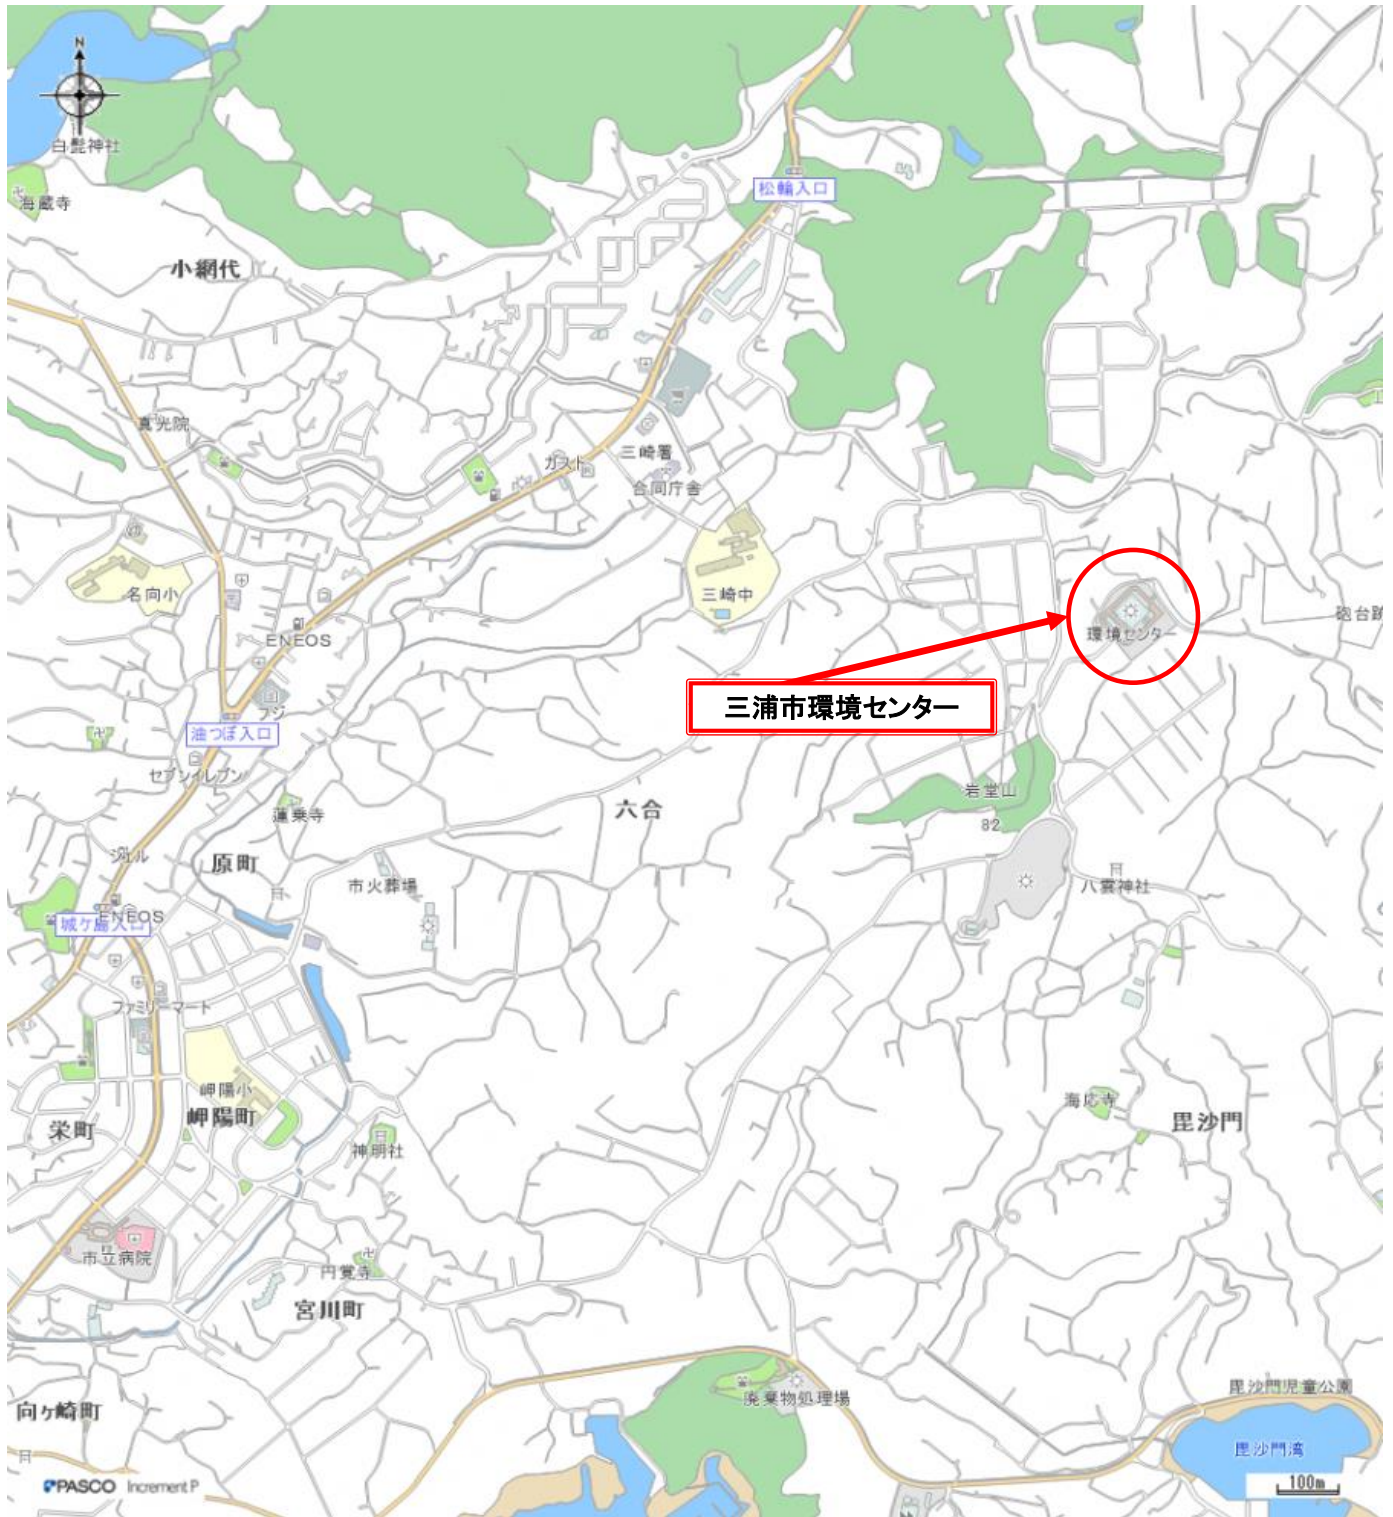 N
白髭神社
松輪入口
海蔵寺
小網代
真光院
ガスト
三崎署
合同庁舎
名向小
三崎中
環境センター
砲台跡
ENEOS
三浦市環境センター
フジ
油つぼ入口
セブンイレブン
蓮乗寺
六合
岩堂山
82
シェル
原町
市火葬場
八雲神社
ENEOS
城ケ島入口
ファミリーマート
岬陽小
岬陽町
栄町
神明社
海応寺
毘沙門
市立病院
円覚寺
宮川町
廃棄物処理場
毘沙門児童公園
向ヶ崎町
毘沙門湾
PASCO Increment P
100m